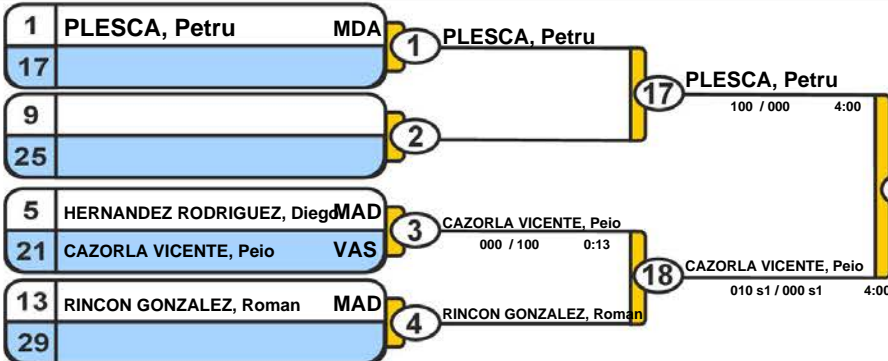 1 PLESCA, Petru MDA
17
1 PLESCA, Petru
9
25
2
17 PLESCA, Petru
100 / 000 4:00
5 HERNANDEZ RODRIGUEZ, Diego MAD
21 CAZORLA VICENTE, Peio VAS
3 CAZORLA VICENTE, Peio
000 / 100 0:13
13 RINCON GONZALEZ, Roman MAD
29
4 RINCON GONZALEZ, Roman
18 CAZORLA VICENTE, Peio
010 s1 / 000 s1 4:00